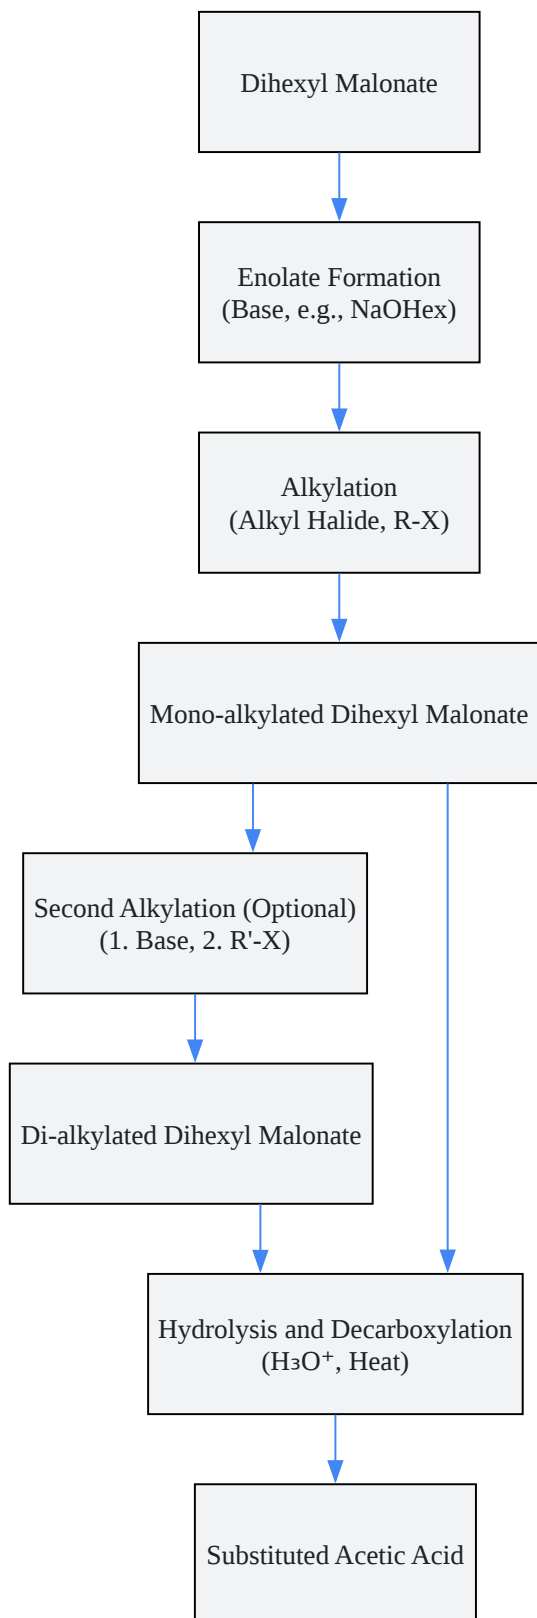 Dihexyl Malonate
Enolate Formation
(Base, e.g., NaOHex)
Alkylation
(Alkyl Halide, R-X)
Mono-alkylated Dihexyl Malonate
Second Alkylation (Optional)
(1. Base, 2. R'-X)
Di-alkylated Dihexyl Malonate
Hydrolysis and Decarboxylation
(H₃O⁺, Heat)
Substituted Acetic Acid